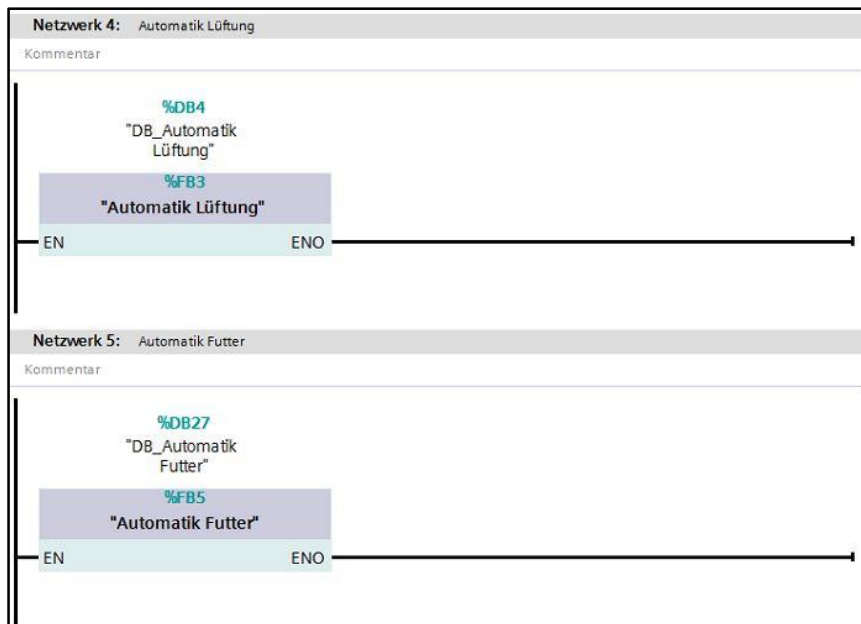 Netzwerk 4: Automatik Lüftung
Kommentar
%DB4
"DB_Automatik
Lüftung"
%FB3
"Automatik Lüftung"
EN ENO
Netzwerk 5: Automatik Futter
Kommentar
%DB27
"DB_Automatik
Futter"
%FB5
"Automatik Futter"
EN ENO